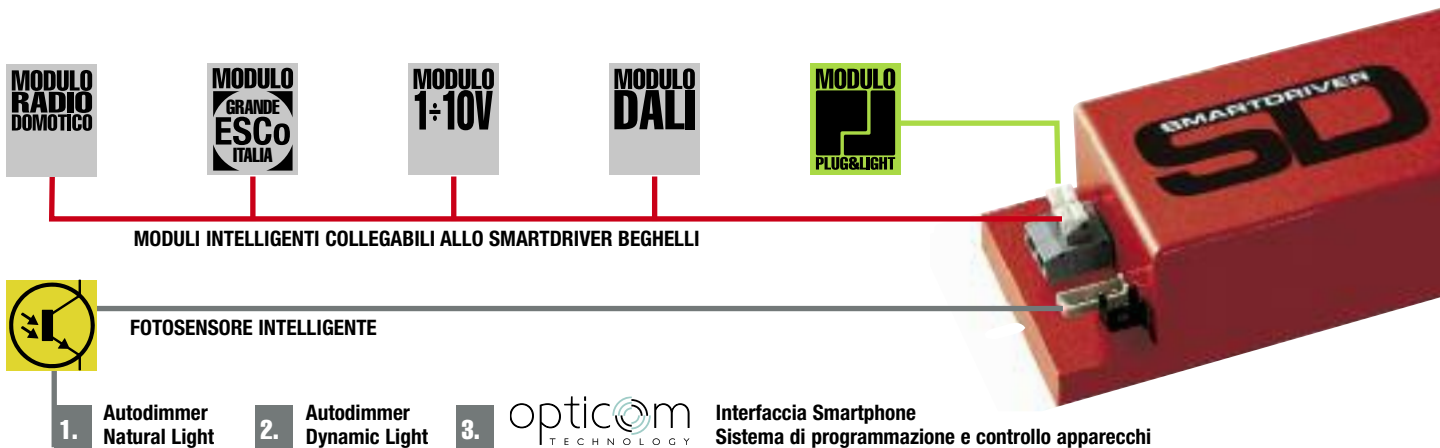 MODULO
RADIO
DOMOTICO
MODULO
GRANDE
ESCo
ITALIA
MODULO
1÷10V
MODULO
DALI
MODULO
PLUG&LIGHT
SMARTDRIVER
SD
MODULI INTELLIGENTI COLLEGABILI ALLO SMARTDRIVER BEGHELLI
FOTOSENSORE INTELLIGENTE
1. Autodimmer
Natural Light
2. Autodimmer
Dynamic Light
3. opticom
TECHNOLOGY
Interfaccia Smartphone
Sistema di programmazione e controllo apparecchi